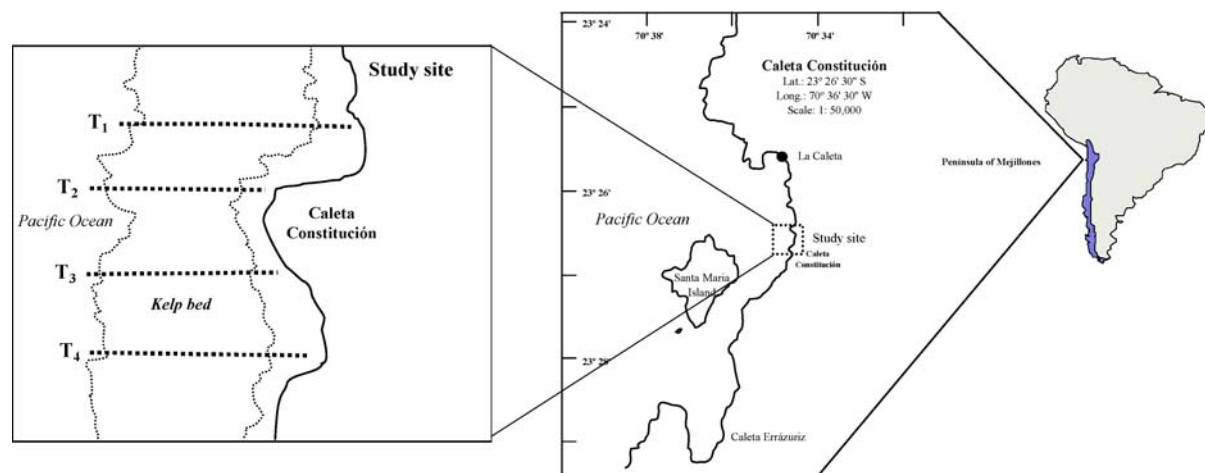 Study site
T1
T2
Pacific Ocean
Caleta
Constitución
T3
Kelp bed
T4
23° 24'
70° 38'
70° 34'
Caleta Constitución
Lat.: 23° 26' 30" S
Long.: 70° 36' 30" W
Scale: 1: 50,000
La Caleta
23° 26'
Pacific Ocean
Study site
Caleta
Constitución
Santa Maria
Island
23° 28'
Caleta Errázuriz
Peninsula of Mejillones